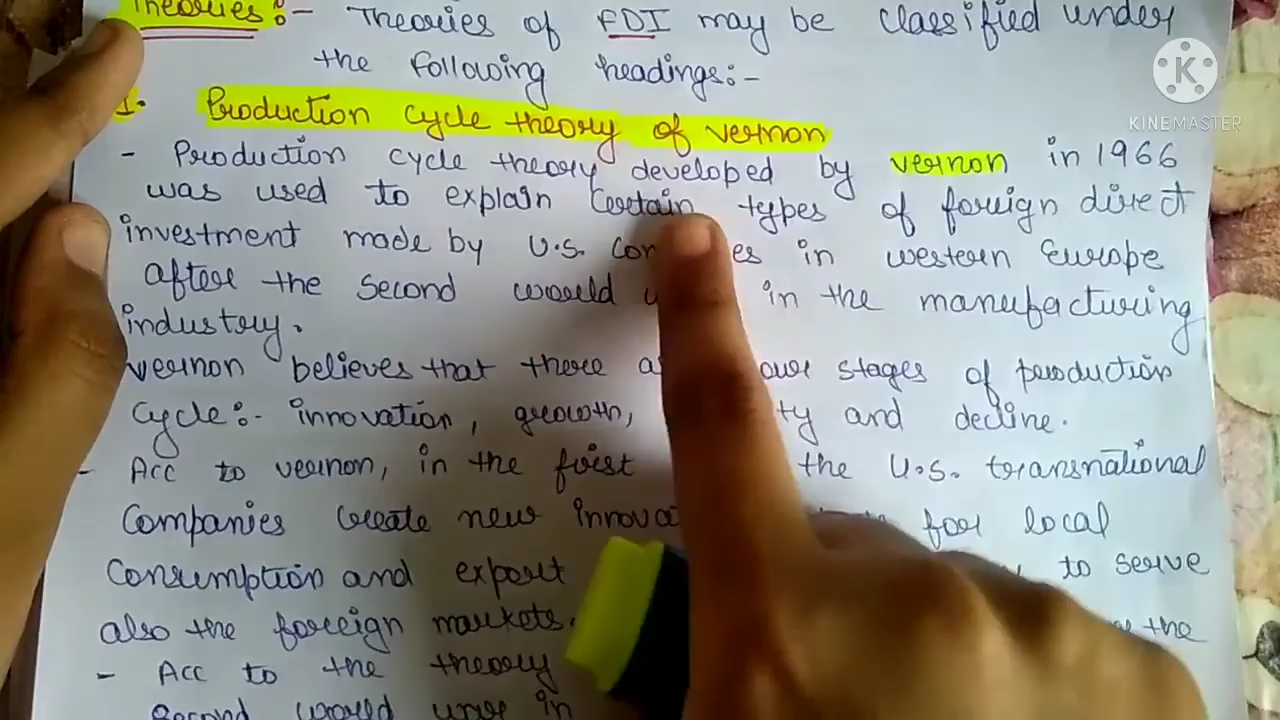 Theories:- Theories of FDI may be classified under
the following headings:-
1. Production cycle theory of vernon
- Production cycle theory developed by vernon in 1966
was used to explain certain types of foreign direct
investment made by U.S. in western Europe
after the second world in the manufacturing
industry.
vernon believes that there stages of production
cycle:- innovation, growth, and decline.
- Acc to vernon, in the first the U.S. transnational
companies create new for local
consumption and export to serve
also the foreign markets. the
- Acc to the theory
second world in
K
KINEMASTER